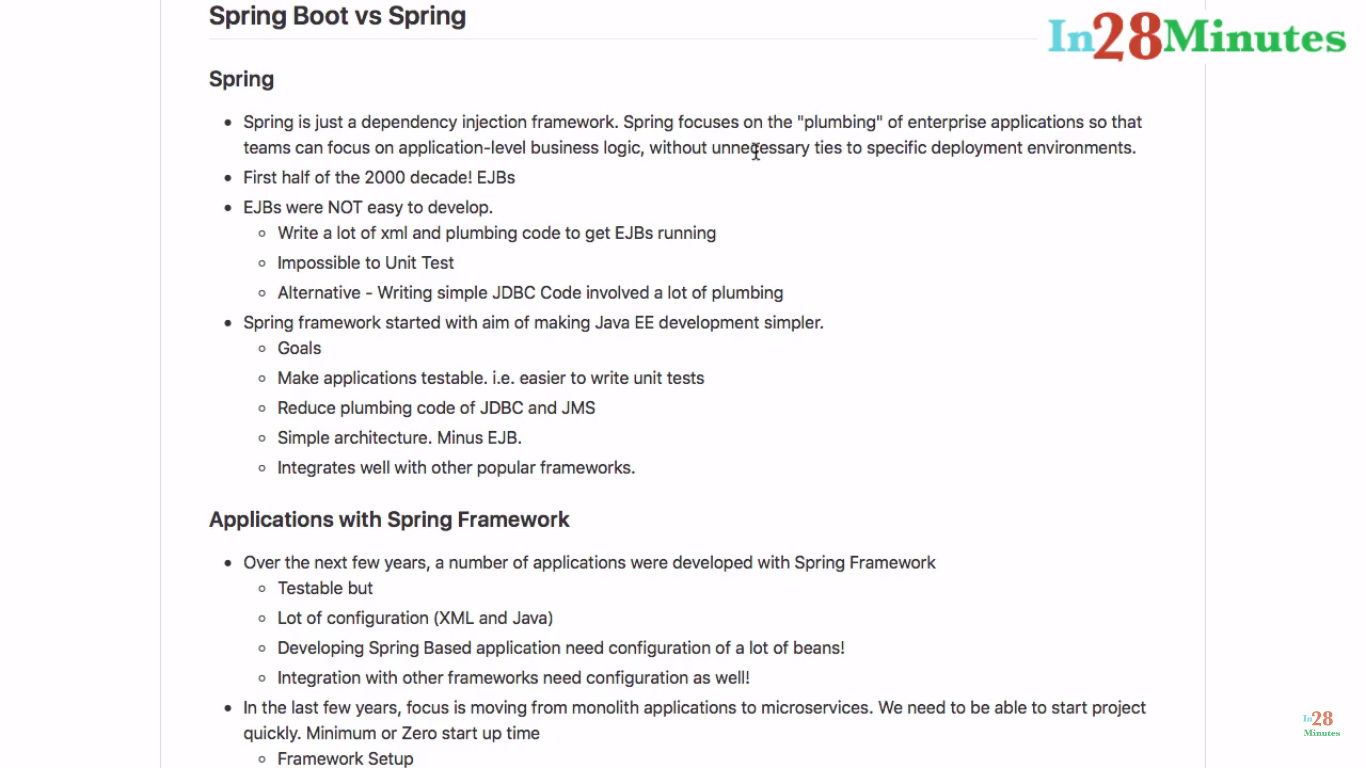 Spring Boot vs Spring
In28Minutes
Spring
Spring is just a dependency injection framework. Spring focuses on the "plumbing" of enterprise applications so that
teams can focus on application-level business logic, without unnecessary ties to specific deployment environments.
First half of the 2000 decade! EJBs
EJBs were NOT easy to develop.
Write a lot of xml and plumbing code to get EJBs running
Impossible to Unit Test
Alternative - Writing simple JDBC Code involved a lot of plumbing
Spring framework started with aim of making Java EE development simpler.
Goals
Make applications testable. i.e. easier to write unit tests
Reduce plumbing code of JDBC and JMS
Simple architecture. Minus EJB.
Integrates well with other popular frameworks.
Applications with Spring Framework
Over the next few years, a number of applications were developed with Spring Framework
Testable but
Lot of configuration (XML and Java)
Developing Spring Based application need configuration of a lot of beans!
Integration with other frameworks need configuration as well!
In the last few years, focus is moving from monolith applications to microservices. We need to be able to start project
quickly. Minimum or Zero start up time
Framework Setup
In28
Minutes